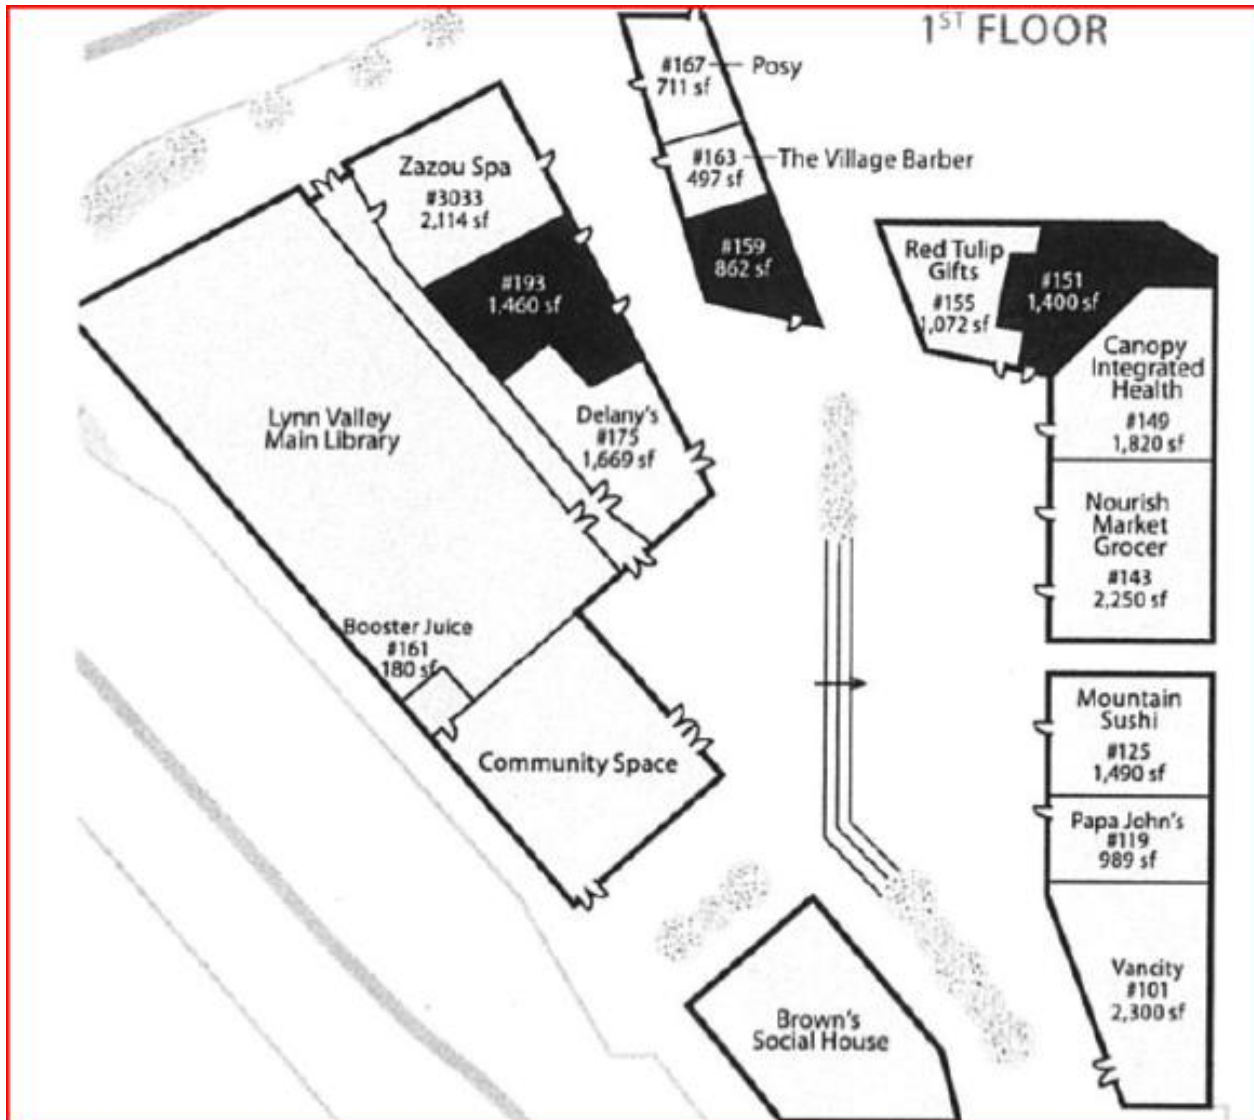 1ST FLOOR
#167
711 sf
Posy
#163
497 sf
The Village Barber
#159
862 sf
Zazou Spa
#3033
2,114 sf
#193
1,460 sf
Delany's
#175
1,669 sf
Lynn Valley
Main Library
Booster Juice
#161
180 sf
Community Space
Red Tulip
Gifts
#155
1,072 sf
#151
1,400 sf
Canopy
Integrated
Health
#149
1,820 sf
Nourish
Market
Grocer
#143
2,250 sf
Mountain
Sushi
#125
1,490 sf
Papa John's
#119
989 sf
Vancity
#101
2,300 sf
Brown's
Social House